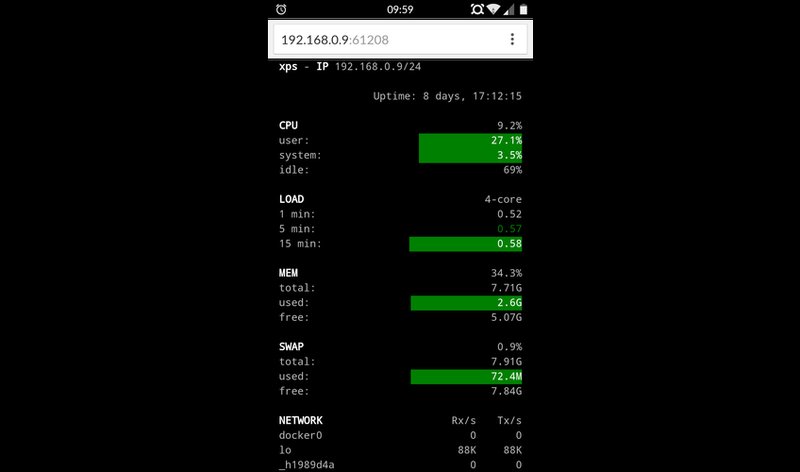 09:59
192.168.0.9:61208
xps - IP 192.168.0.9/24
Uptime: 8 days, 17:12:15
CPU 9.2%
user: 27.1%
system: 3.5%
idle: 69%
LOAD 4-core
1 min: 0.52
5 min: 0.57
15 min: 0.58
MEM 34.3%
total: 7.71G
used: 2.6G
free: 5.07G
SWAP 0.9%
total: 7.91G
used: 72.4M
free: 7.84G
NETWORK Rx/s Tx/s
docker0 0 0
lo 88K 88K
_h1989d4a 0 0